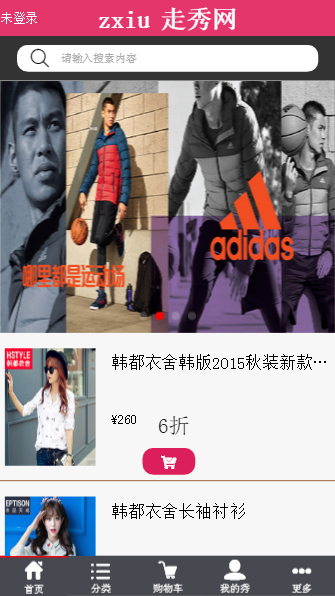 未登录
zxiu 走秀网
请输入搜索内容
哪里都是运动场
adidas
HSTYLE
韩都衣舍
韩都衣舍韩版2015秋装新款…
¥260
6折
EPTISON
韩都衣舍长袖衬衫
首页
分类
购物车
我的秀
更多